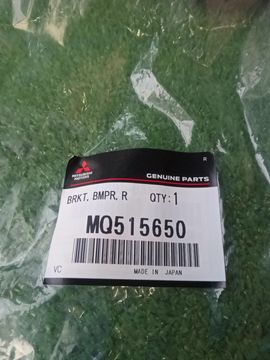 R
MITSUBISHI
MOTORS
GENUINE PARTS
BRKT, BMPR, R QTY:1
MQ515650
VC MADE IN JAPAN